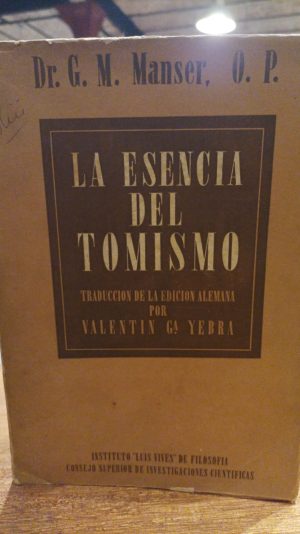 Dr. G. M. Manser, O. P.
LA ESENCIA
DEL
TOMISMO
TRADUCCION DE LA EDICION ALEMANA
POR
VALENTIN Gª YEBRA
INSTITUTO "LUIS VIVES" DE FILOSOFIA
CONSEJO SUPERIOR DE INVESTIGACIONES CIENTIFICAS